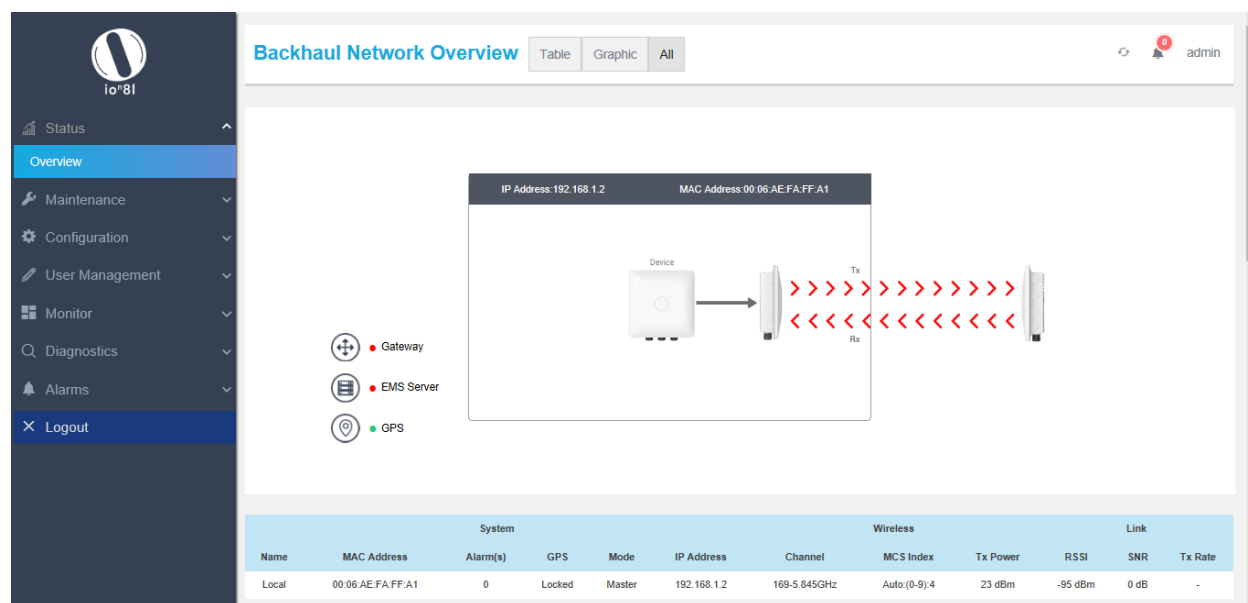 ioⁿ8l
Status
Overview
Maintenance
Configuration
User Management
Monitor
Diagnostics
Alarms
Logout
Backhaul Network Overview Table Graphic All 0 admin
IP Address:192.168.1.2 MAC Address:00:06:AE:FA:FF:A1
Device
Tx
Rx
Gateway
EMS Server
GPS
System Wireless Link
Name MAC Address Alarm(s) GPS Mode IP Address Channel MCS Index Tx Power RSSI SNR Tx Rate
Local 00:06:AE:FA:FF:A1 0 Locked Master 192.168.1.2 169-5.845GHz Auto:(0-9):4 23 dBm -95 dBm 0 dB -